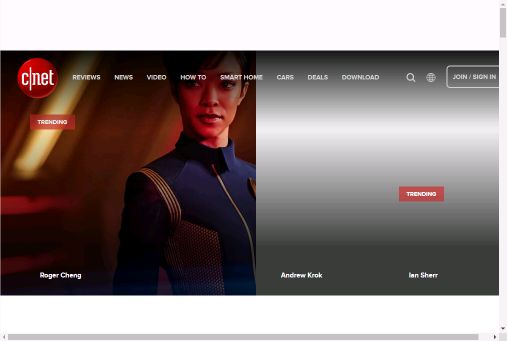 c|net REVIEWS NEWS VIDEO HOW TO SMART HOME CARS DEALS DOWNLOAD JOIN / SIGN IN
TRENDING
TRENDING
Roger Cheng Andrew Krok Ian Sherr